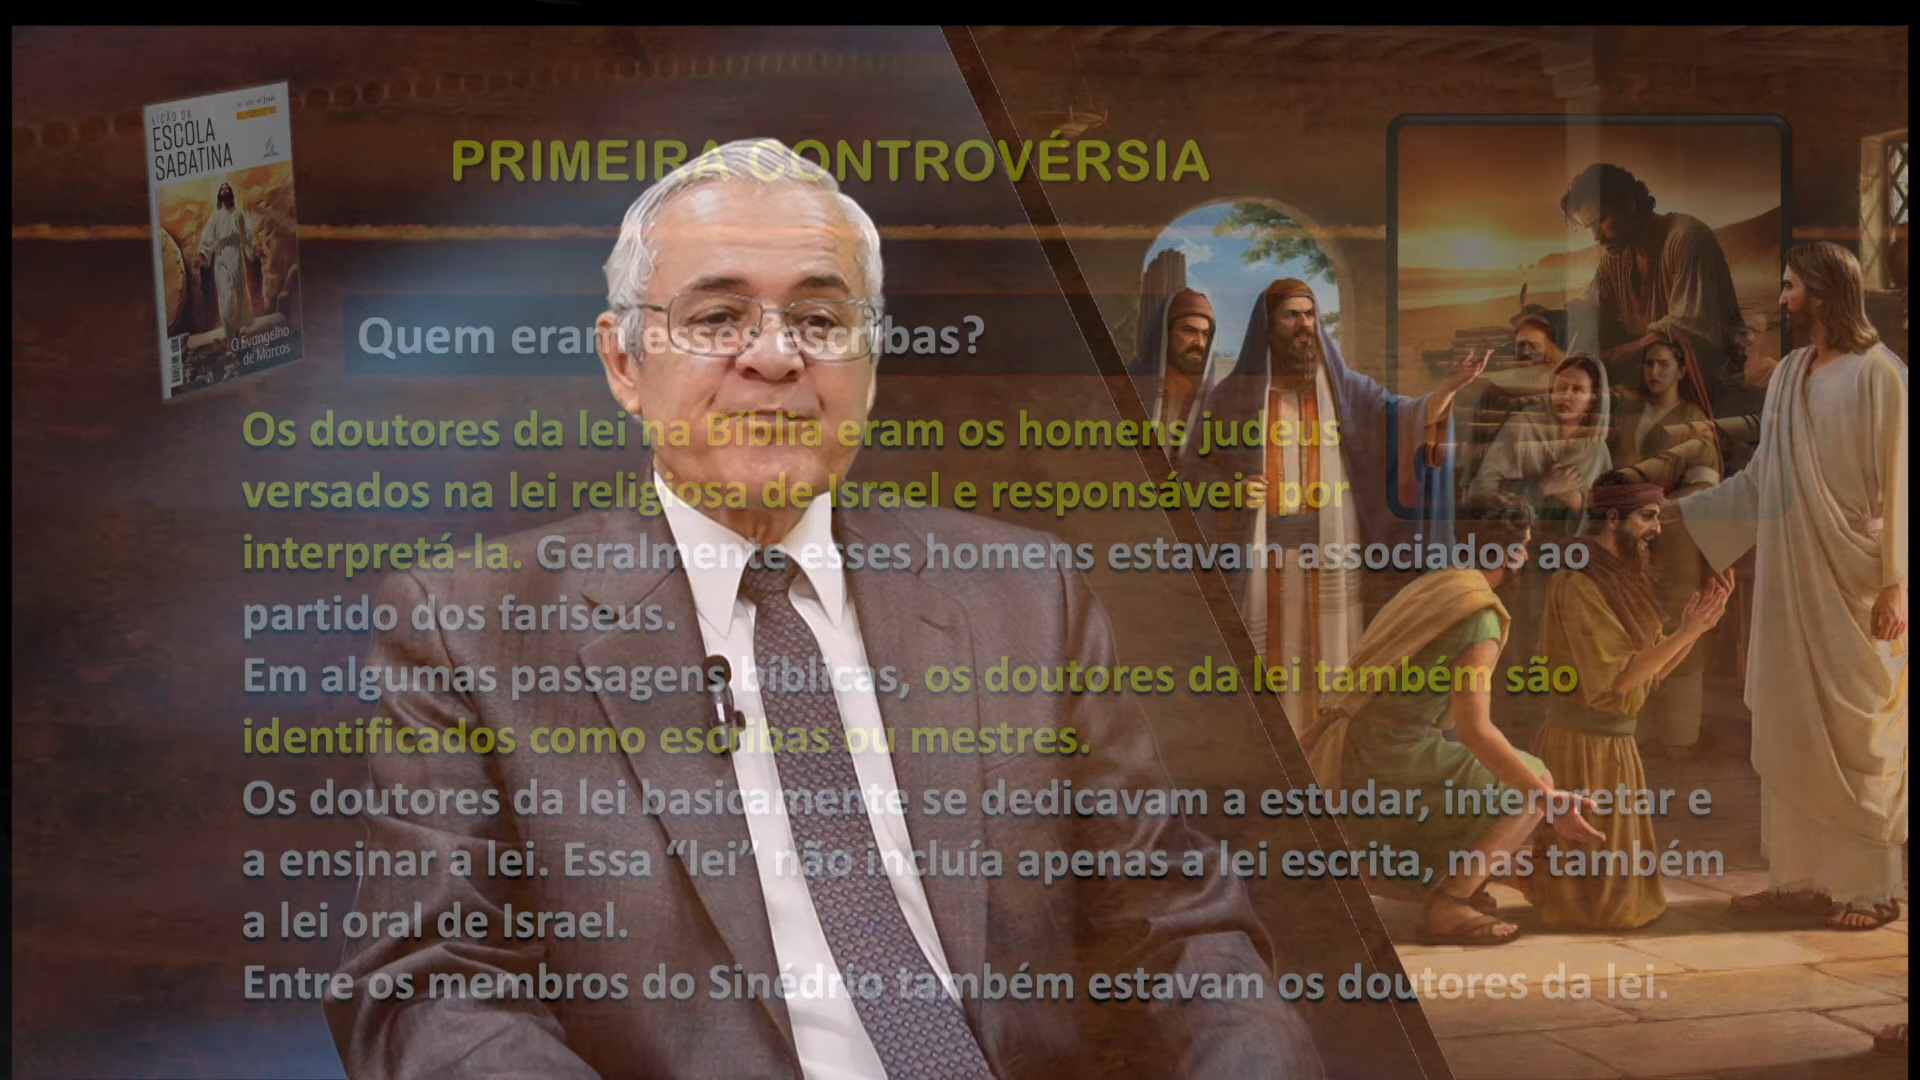 LIÇÃO DA
ESCOLA
SABATINA
O Evangelho
de Marcos
PRIMEIRA CONTROVÉRSIA
Quem eram esses escribas?
Os doutores da lei na Bíblia eram os homens judeus
versados na lei religiosa de Israel e responsáveis por
interpretá-la. Geralmente esses homens estavam associados ao
partido dos fariseus.
Em algumas passagens bíblicas, os doutores da lei também são
identificados como escribas ou mestres.
Os doutores da lei basicamente se dedicavam a estudar, interpretar e
a ensinar a lei. Essa “lei” não incluía apenas a lei escrita, mas também
a lei oral de Israel.
Entre os membros do Sinédrio também estavam os doutores da lei.